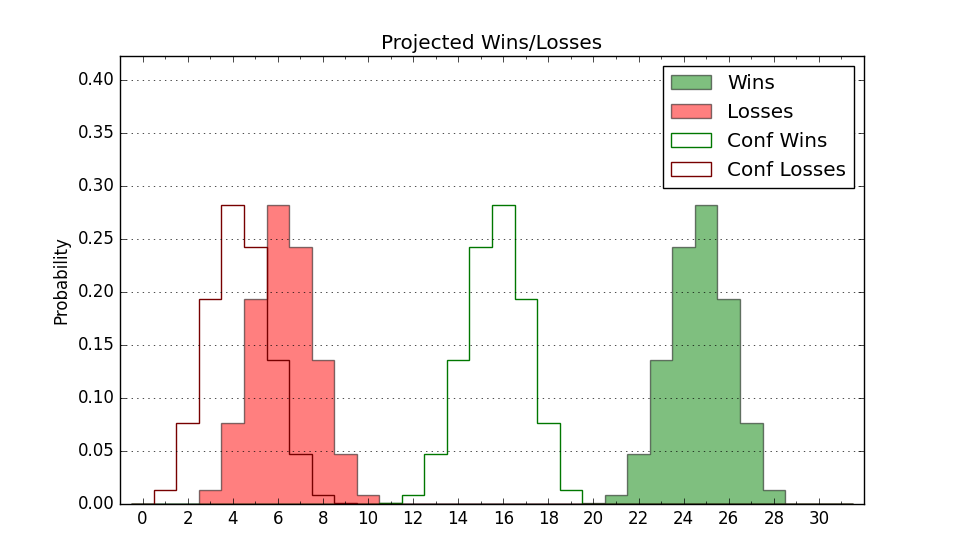 Projected Wins/Losses
0.40
0.35
0.30
0.25
0.20
0.15
0.10
0.05
0.00
Probability
Wins
Losses
Conf Wins
Conf Losses
0 2 4 6 8 10 12 14 16 18 20 22 24 26 28 30